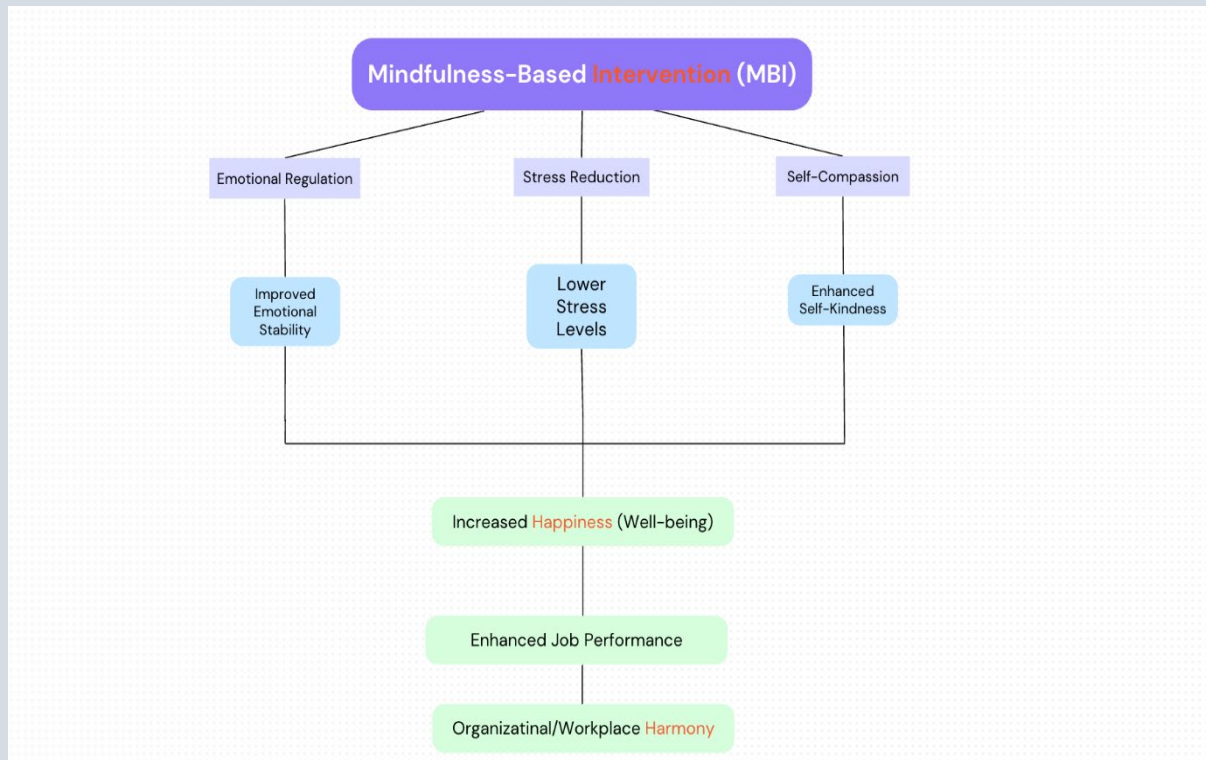 Mindfulness-Based Intervention (MBI)
Emotional Regulation
Stress Reduction
Self-Compassion
Improved
Emotional
Stability
Lower
Stress
Levels
Enhanced
Self-Kindness
Increased Happiness (Well-being)
Enhanced Job Performance
Organizatinal/Workplace Harmony